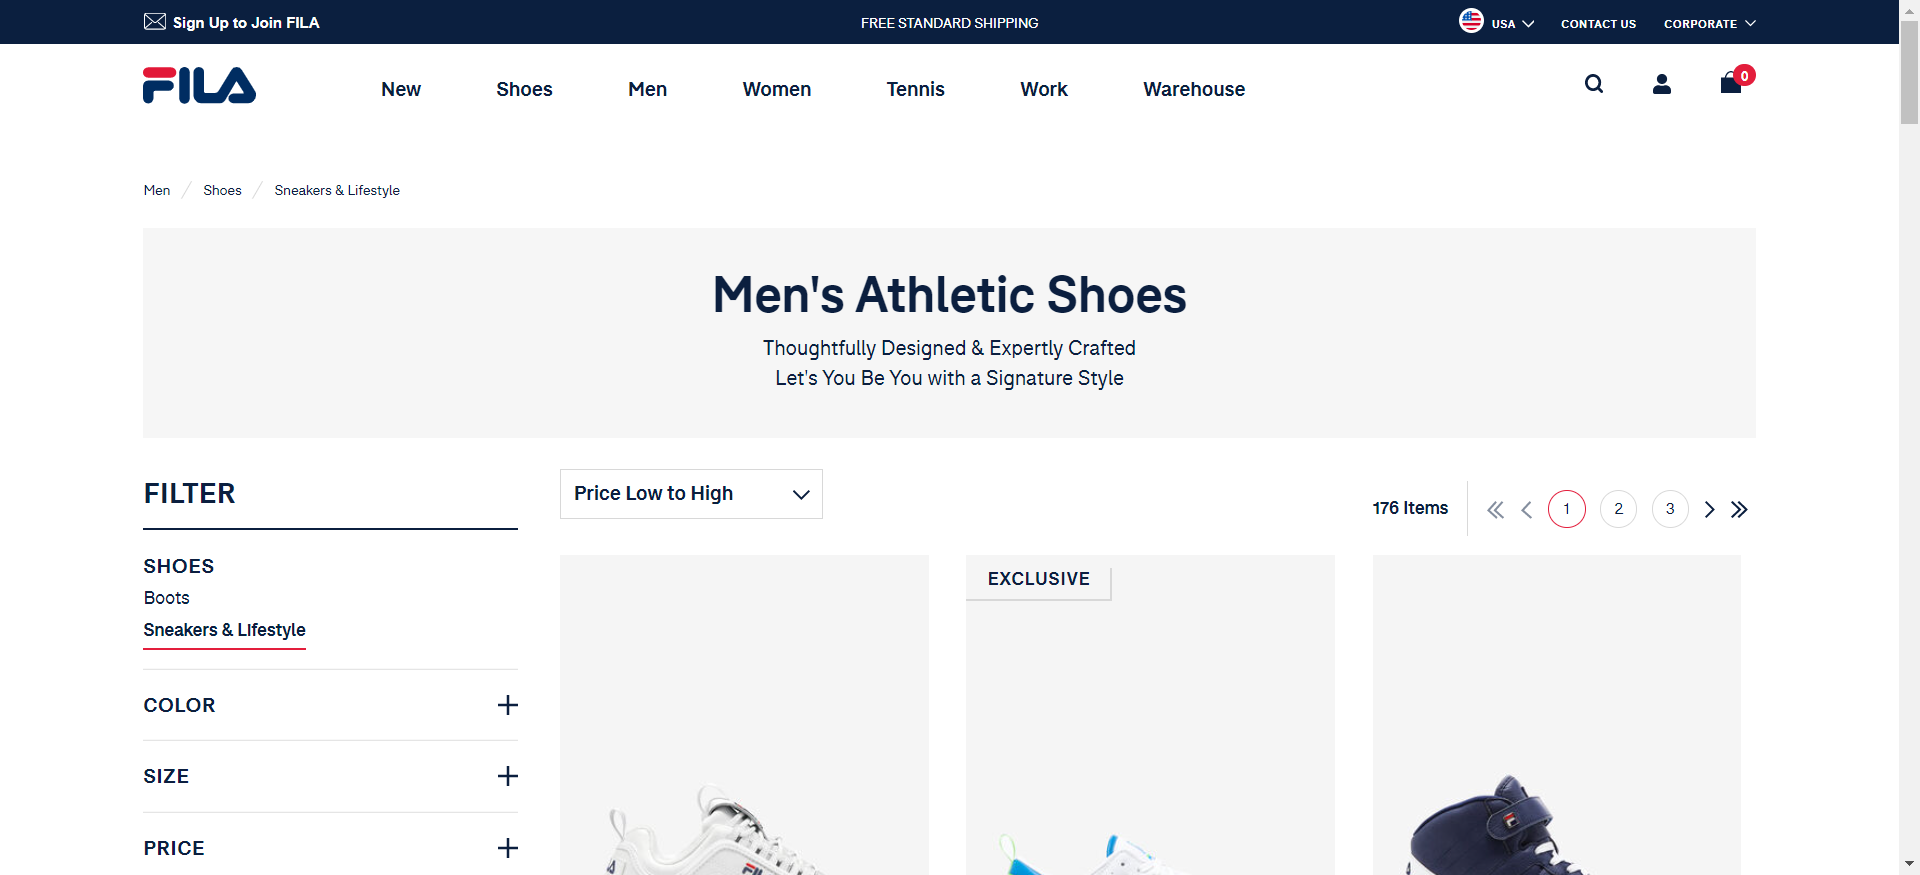 Sign Up to Join FILA
FREE STANDARD SHIPPING
USA
CONTACT US
CORPORATE
FILA
New
Shoes
Men
Women
Tennis
Work
Warehouse
0
Men / Shoes / Sneakers & Lifestyle
Men's Athletic Shoes
Thoughtfully Designed & Expertly Crafted
Let's You Be You with a Signature Style
FILTER
SHOES
Boots
Sneakers & LIfestyle
COLOR
SIZE
PRICE
Price Low to High
176 Items
1
2
3
EXCLUSIVE
FILA